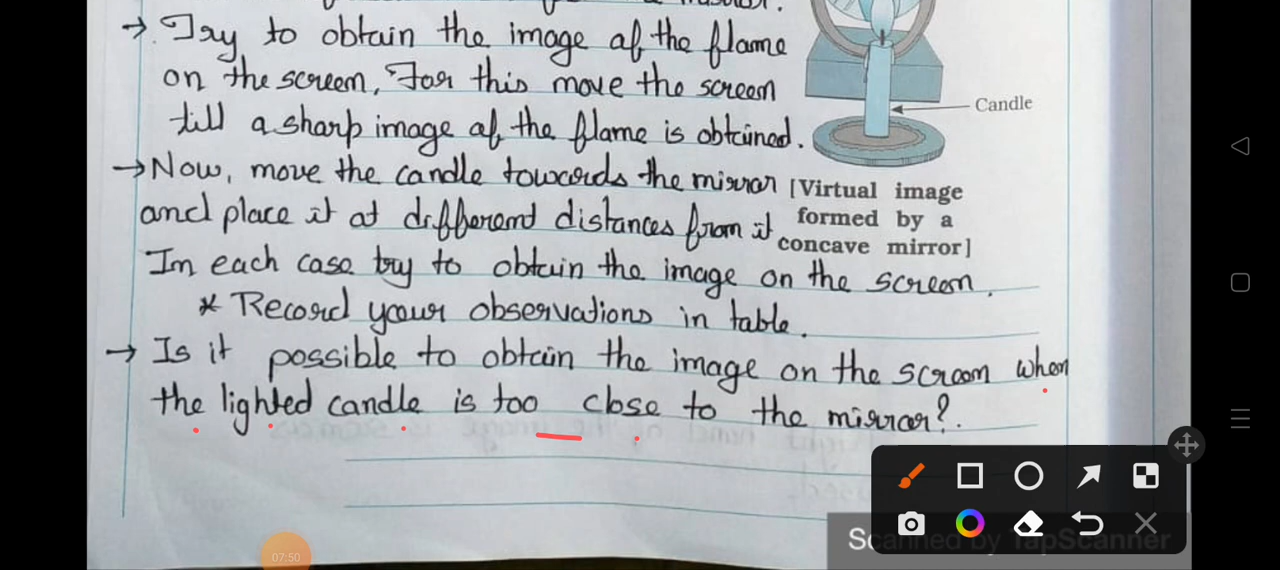 → Try to obtain the image of the flame
on the screen, For this move the screen
Candle
till a sharp image of the flame is obtained.
→ Now, move the candle towards the mirror
[Virtual image
formed by a
concave mirror]
and place it at different distances from it
In each case try to obtain the image on the screen.
* Record your observations in table.
→ Is it possible to obtain the image on the screen when
the lighted candle is too close to the mirror?.
Scanned by TapScanner
07:50